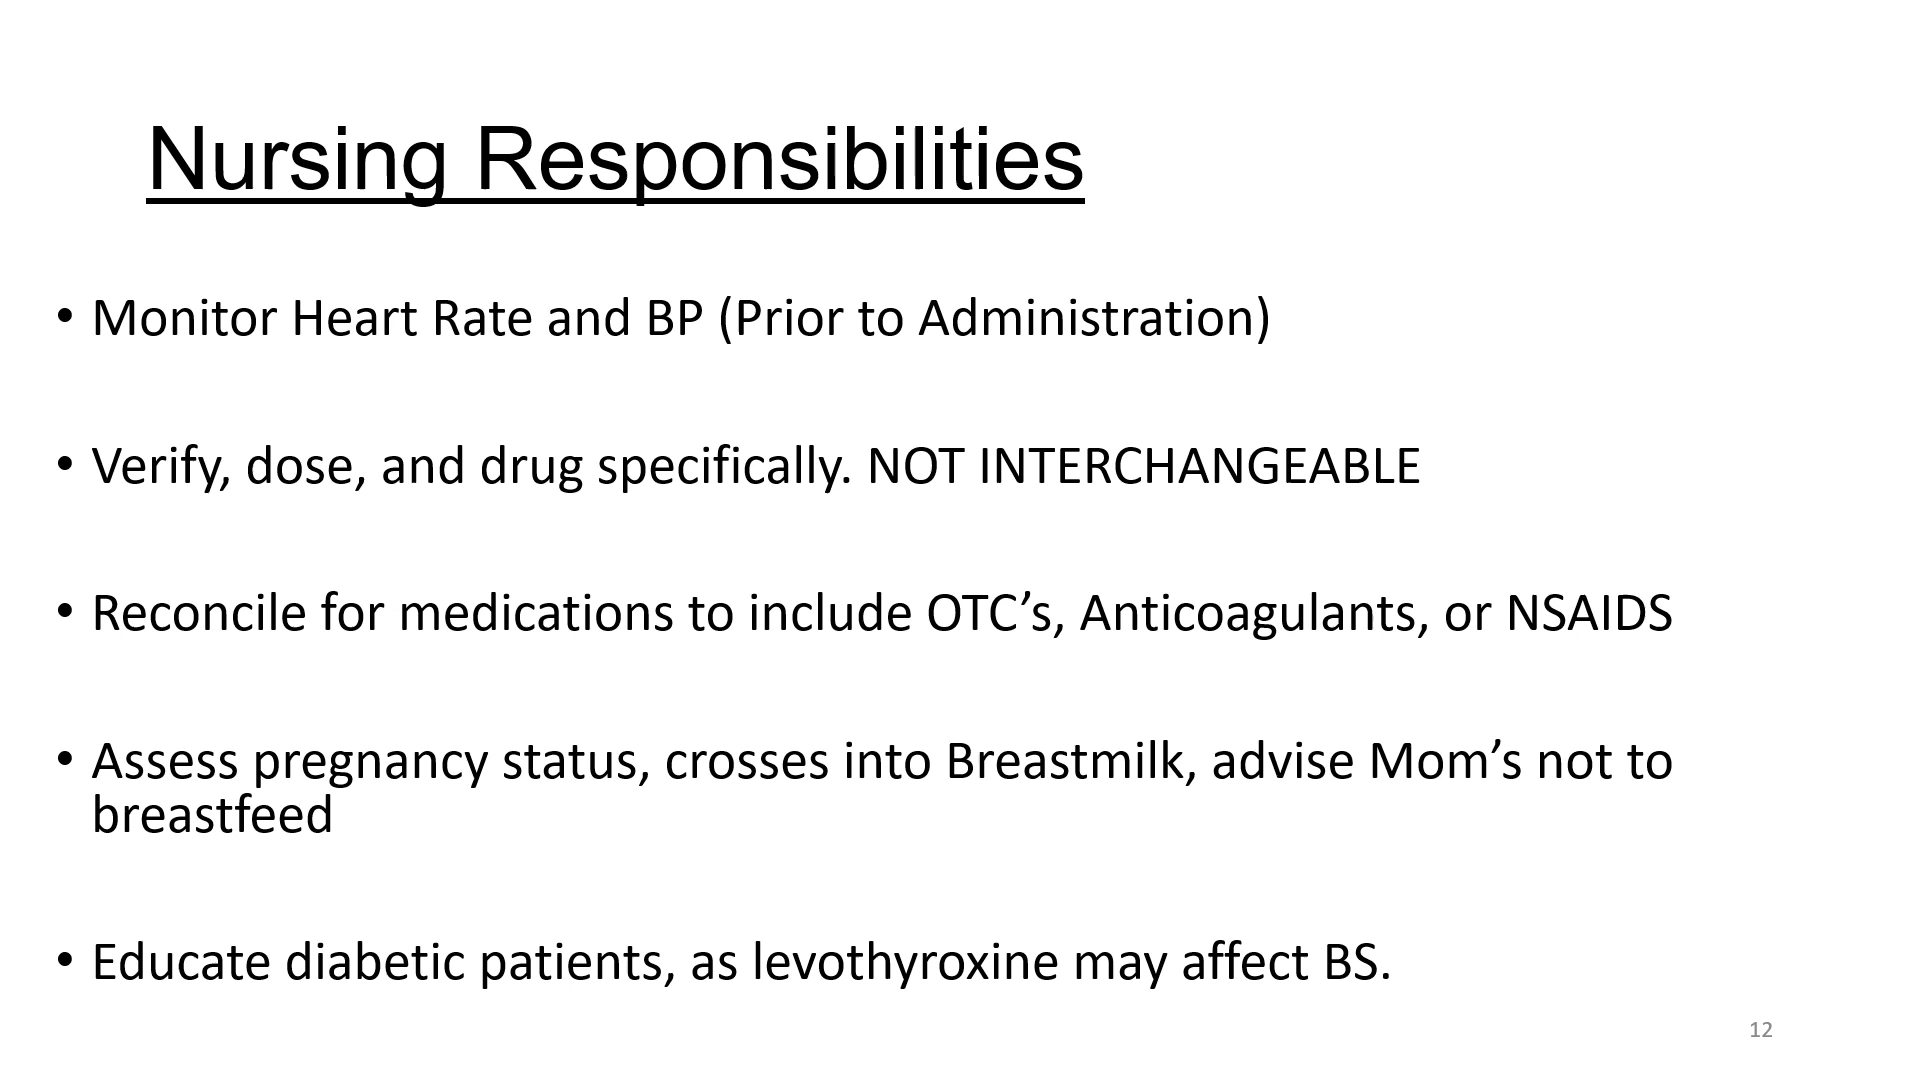 Nursing Responsibilities
• Monitor Heart Rate and BP (Prior to Administration)
• Verify, dose, and drug specifically. NOT INTERCHANGEABLE
• Reconcile for medications to include OTC’s, Anticoagulants, or NSAIDS
• Assess pregnancy status, crosses into Breastmilk, advise Mom’s not to
breastfeed
• Educate diabetic patients, as levothyroxine may affect BS.
12